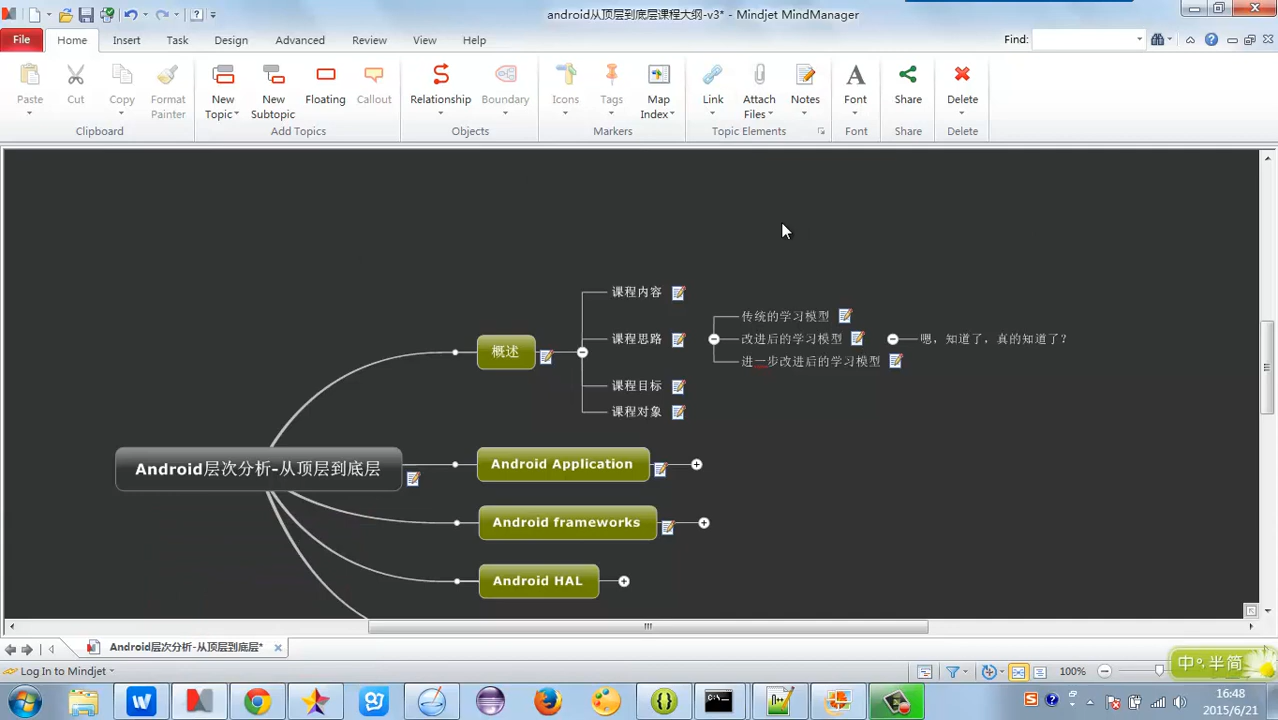 android从顶层到底层课程大纲-v3* - Mindjet MindManager
File Home Insert Task Design Advanced Review View Help Find:
Paste Cut Copy Format Painter
Clipboard
New Topic New Subtopic Floating Callout
Add Topics
Relationship Boundary
Objects
Icons Tags Map Index
Markers
Link Attach Files Notes
Topic Elements
Font
Font
Share
Share
Delete
Delete
课程内容
传统的学习模型
概述 课程思路 改进后的学习模型 嗯，知道了，真的知道了？
进一步改进后的学习模型
课程目标
课程对象
Android层次分析-从顶层到底层
Android Application
Android frameworks
Android HAL
Android层次分析-从顶层到底层*
Log In to Mindjet 100%
中 半 简
16:48
2015/6/21